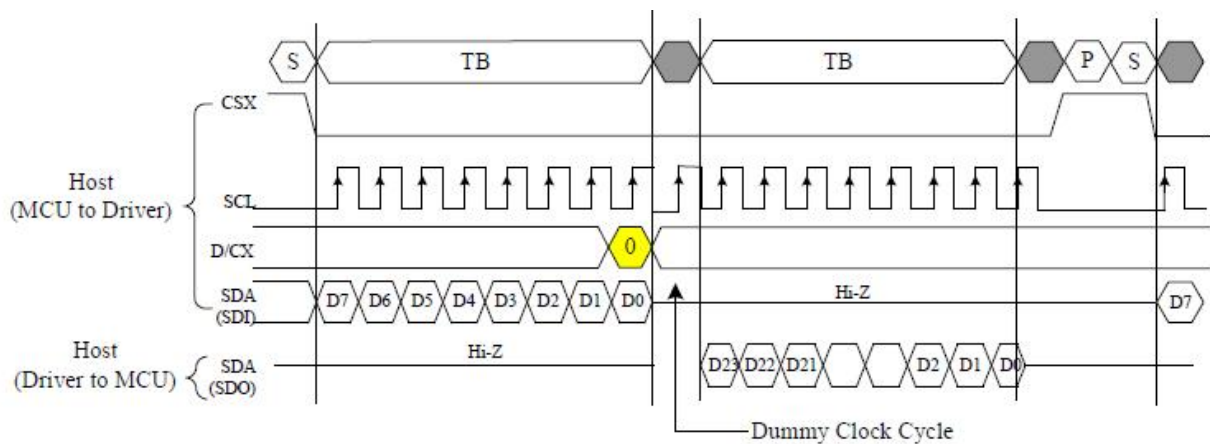 S TB TB P S
CSX
Host
(MCU to Driver)
SCL
D/CX 0
SDA
(SDI) D7 D6 D5 D4 D3 D2 D1 D0 Hi-Z D7
Host
(Driver to MCU)
SDA
(SDO) Hi-Z D23 D22 D21 D2 D1 D0
Dummy Clock Cycle